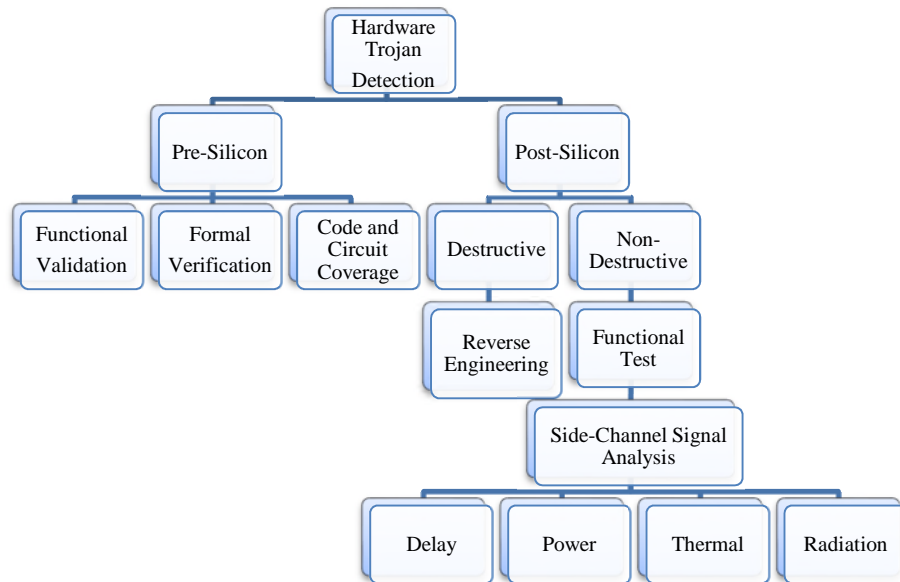 Hardware
Trojan
Detection
Pre-Silicon
Post-Silicon
Functional
Validation
Formal
Verification
Code and
Circuit
Coverage
Destructive
Non-
Destructive
Reverse
Engineering
Functional
Test
Side-Channel Signal
Analysis
Delay
Power
Thermal
Radiation